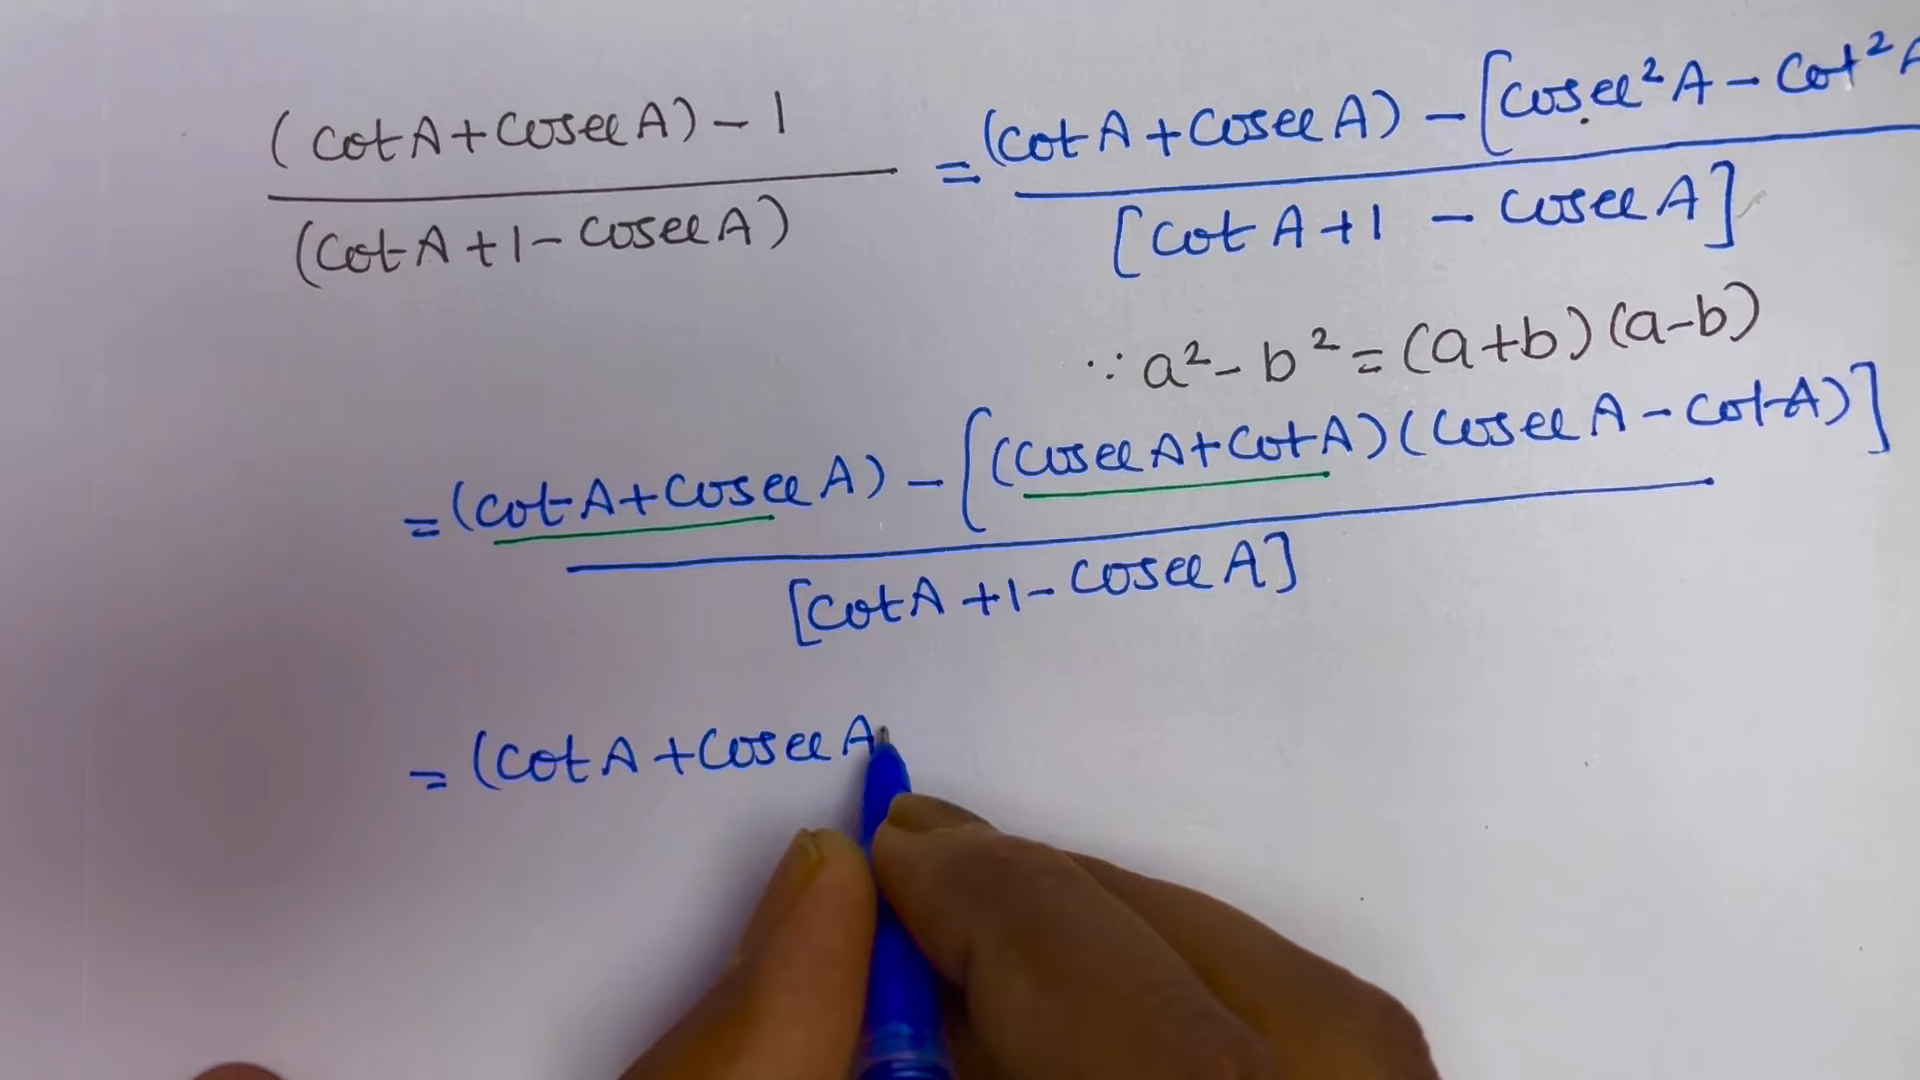 (cotA+cosecA)-1 = (cotA+cosecA)-[cosec²A-cot²A
(cotA+1-cosecA) [cotA+1-cosecA]
∵ a²-b²=(a+b)(a-b)
=(cotA+cosecA)-[(cosecA+cotA)(cosecA-cotA)]
[cotA+1-cosecA]
=(cotA+cosecA